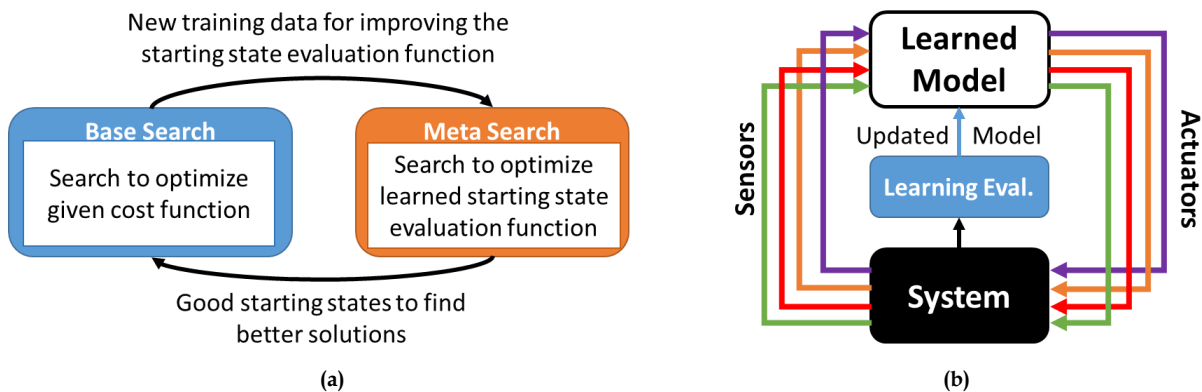 New training data for improving the
starting state evaluation function
Base Search
Search to optimize
given cost function
Meta Search
Search to optimize
learned starting state
evaluation function
Good starting states to find
better solutions
(a)
Learned
Model
Updated Model
Learning Eval.
System
Sensors
Actuators
(b)